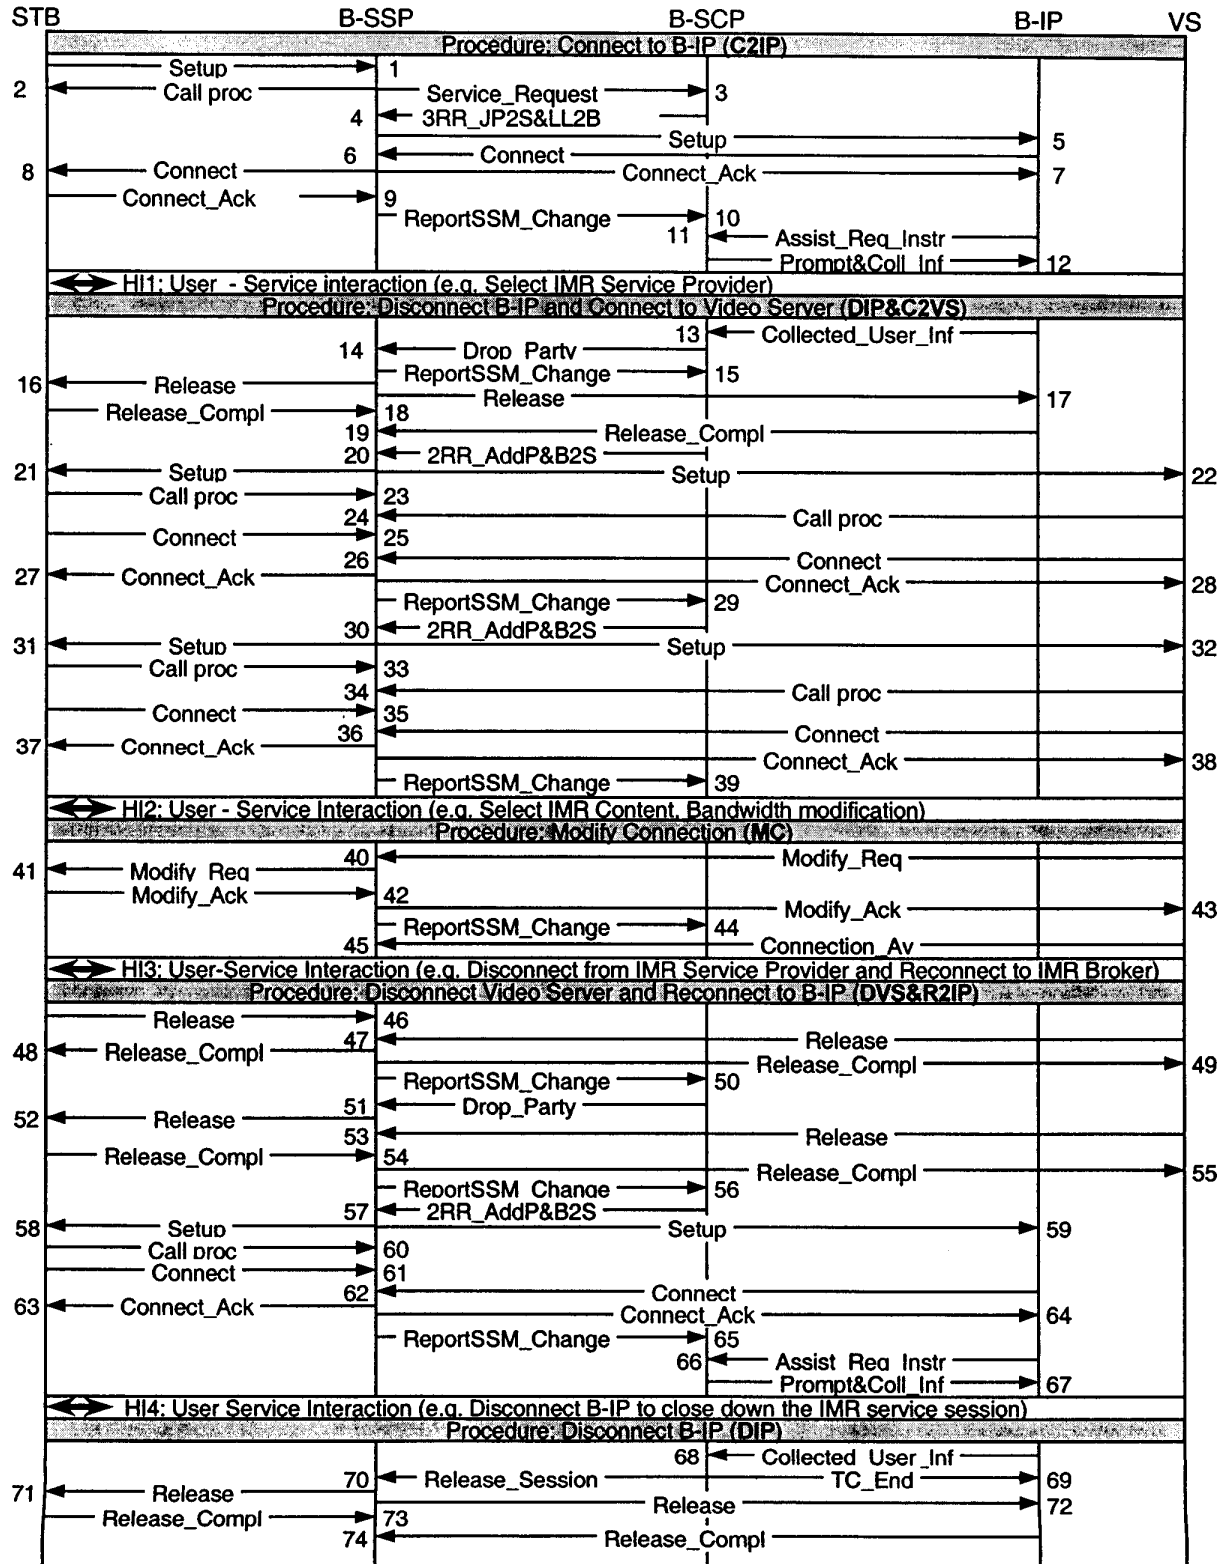 STB B-SSP B-SCP B-IP VS
Procedure: Connect to B-IP (C2IP)
Setup 1
2 Call proc Service_Request 3
4 3RR_JP2S&LL2B
Setup 5
6 Connect
8 Connect Connect_Ack 7
Connect_Ack 9
ReportSSM_Change 10
11 Assist_Req_Instr
Prompt&Coll_Inf 12
HI1: User - Service interaction (e.g. Select IMR Service Provider)
Procedure: Disconnect B-IP and Connect to Video Server (DIP&C2VS)
13 Collected_User_Inf
14 Drop_Party
ReportSSM_Change 15
16 Release
Release 17
Release_Compl 18
19 Release_Compl
20 2RR_AddP&B2S
21 Setup Setup 22
Call proc 23
24 Call proc
Connect 25
26 Connect
27 Connect_Ack Connect_Ack 28
ReportSSM_Change 29
30 2RR_AddP&B2S
31 Setup Setup 32
Call proc 33
34 Call proc
Connect 35
36 Connect
37 Connect_Ack
Connect_Ack 38
ReportSSM_Change 39
HI2: User - Service Interaction (e.g. Select IMR Content, Bandwidth modification)
Procedure: Modify Connection (MC)
40 Modify_Req
41 Modify_Req
Modify_Ack 42
Modify_Ack 43
ReportSSM_Change 44
45 Connection_Av
HI3: User-Service Interaction (e.g. Disconnect from IMR Service Provider and Reconnect to IMR Broker)
Procedure: Disconnect Video Server and Reconnect to B-IP (DVS&R2IP)
Release 46
47 Release
48 Release_Compl
Release_Compl 49
ReportSSM_Change 50
51 Drop_Party
52 Release
53 Release
Release_Compl 54
Release_Compl 55
ReportSSM_Change 56
57 2RR_AddP&B2S
58 Setup Setup 59
Call proc 60
Connect 61
62 Connect
63 Connect_Ack
Connect_Ack 64
ReportSSM_Change 65
66 Assist_Req_Instr
Prompt&Coll_Inf 67
HI4: User Service Interaction (e.g. Disconnect B-IP to close down the IMR service session)
Procedure: Disconnect B-IP (DIP)
68 Collected_User_Inf
70 Release_Session TC_End 69
71 Release
Release 72
Release_Compl 73
74 Release_Compl